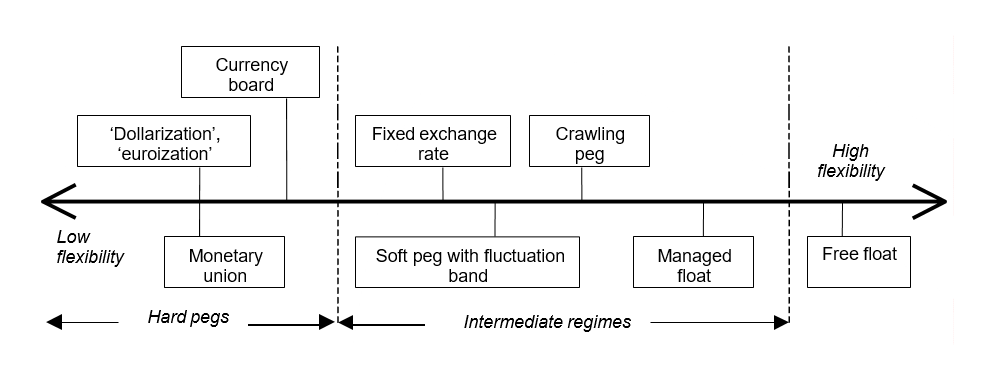 Currency
board
‘Dollarization’,
‘euroization’
Fixed exchange
rate
Crawling
peg
High
flexibility
Low
flexibility
Monetary
union
Soft peg with fluctuation
band
Managed
float
Free float
Hard pegs
Intermediate regimes